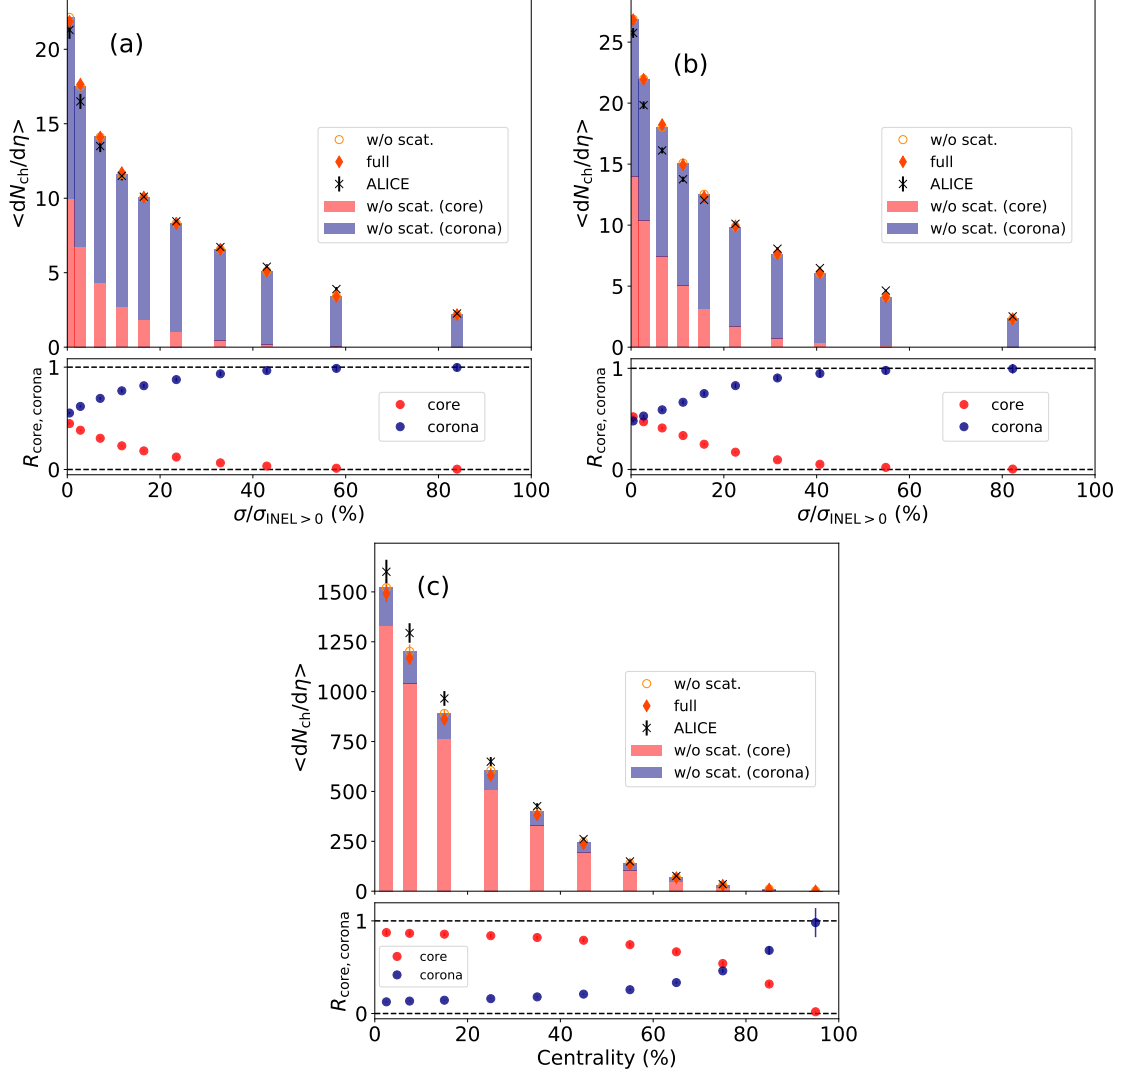 (a)
<dN_ch/dη>
20
15
10
5
0
w/o scat.
full
ALICE
w/o scat. (core)
w/o scat. (corona)
R_core, corona
1
0
core
corona
0 20 40 60 80 100
σ/σ_INEL>0 (%)
(b)
<dN_ch/dη>
25
20
15
10
5
0
w/o scat.
full
ALICE
w/o scat. (core)
w/o scat. (corona)
R_core, corona
1
0
core
corona
0 20 40 60 80 100
σ/σ_INEL>0 (%)
(c)
<dN_ch/dη>
1500
1250
1000
750
500
250
0
w/o scat.
full
ALICE
w/o scat. (core)
w/o scat. (corona)
R_core, corona
1
0
core
corona
0 20 40 60 80 100
Centrality (%)